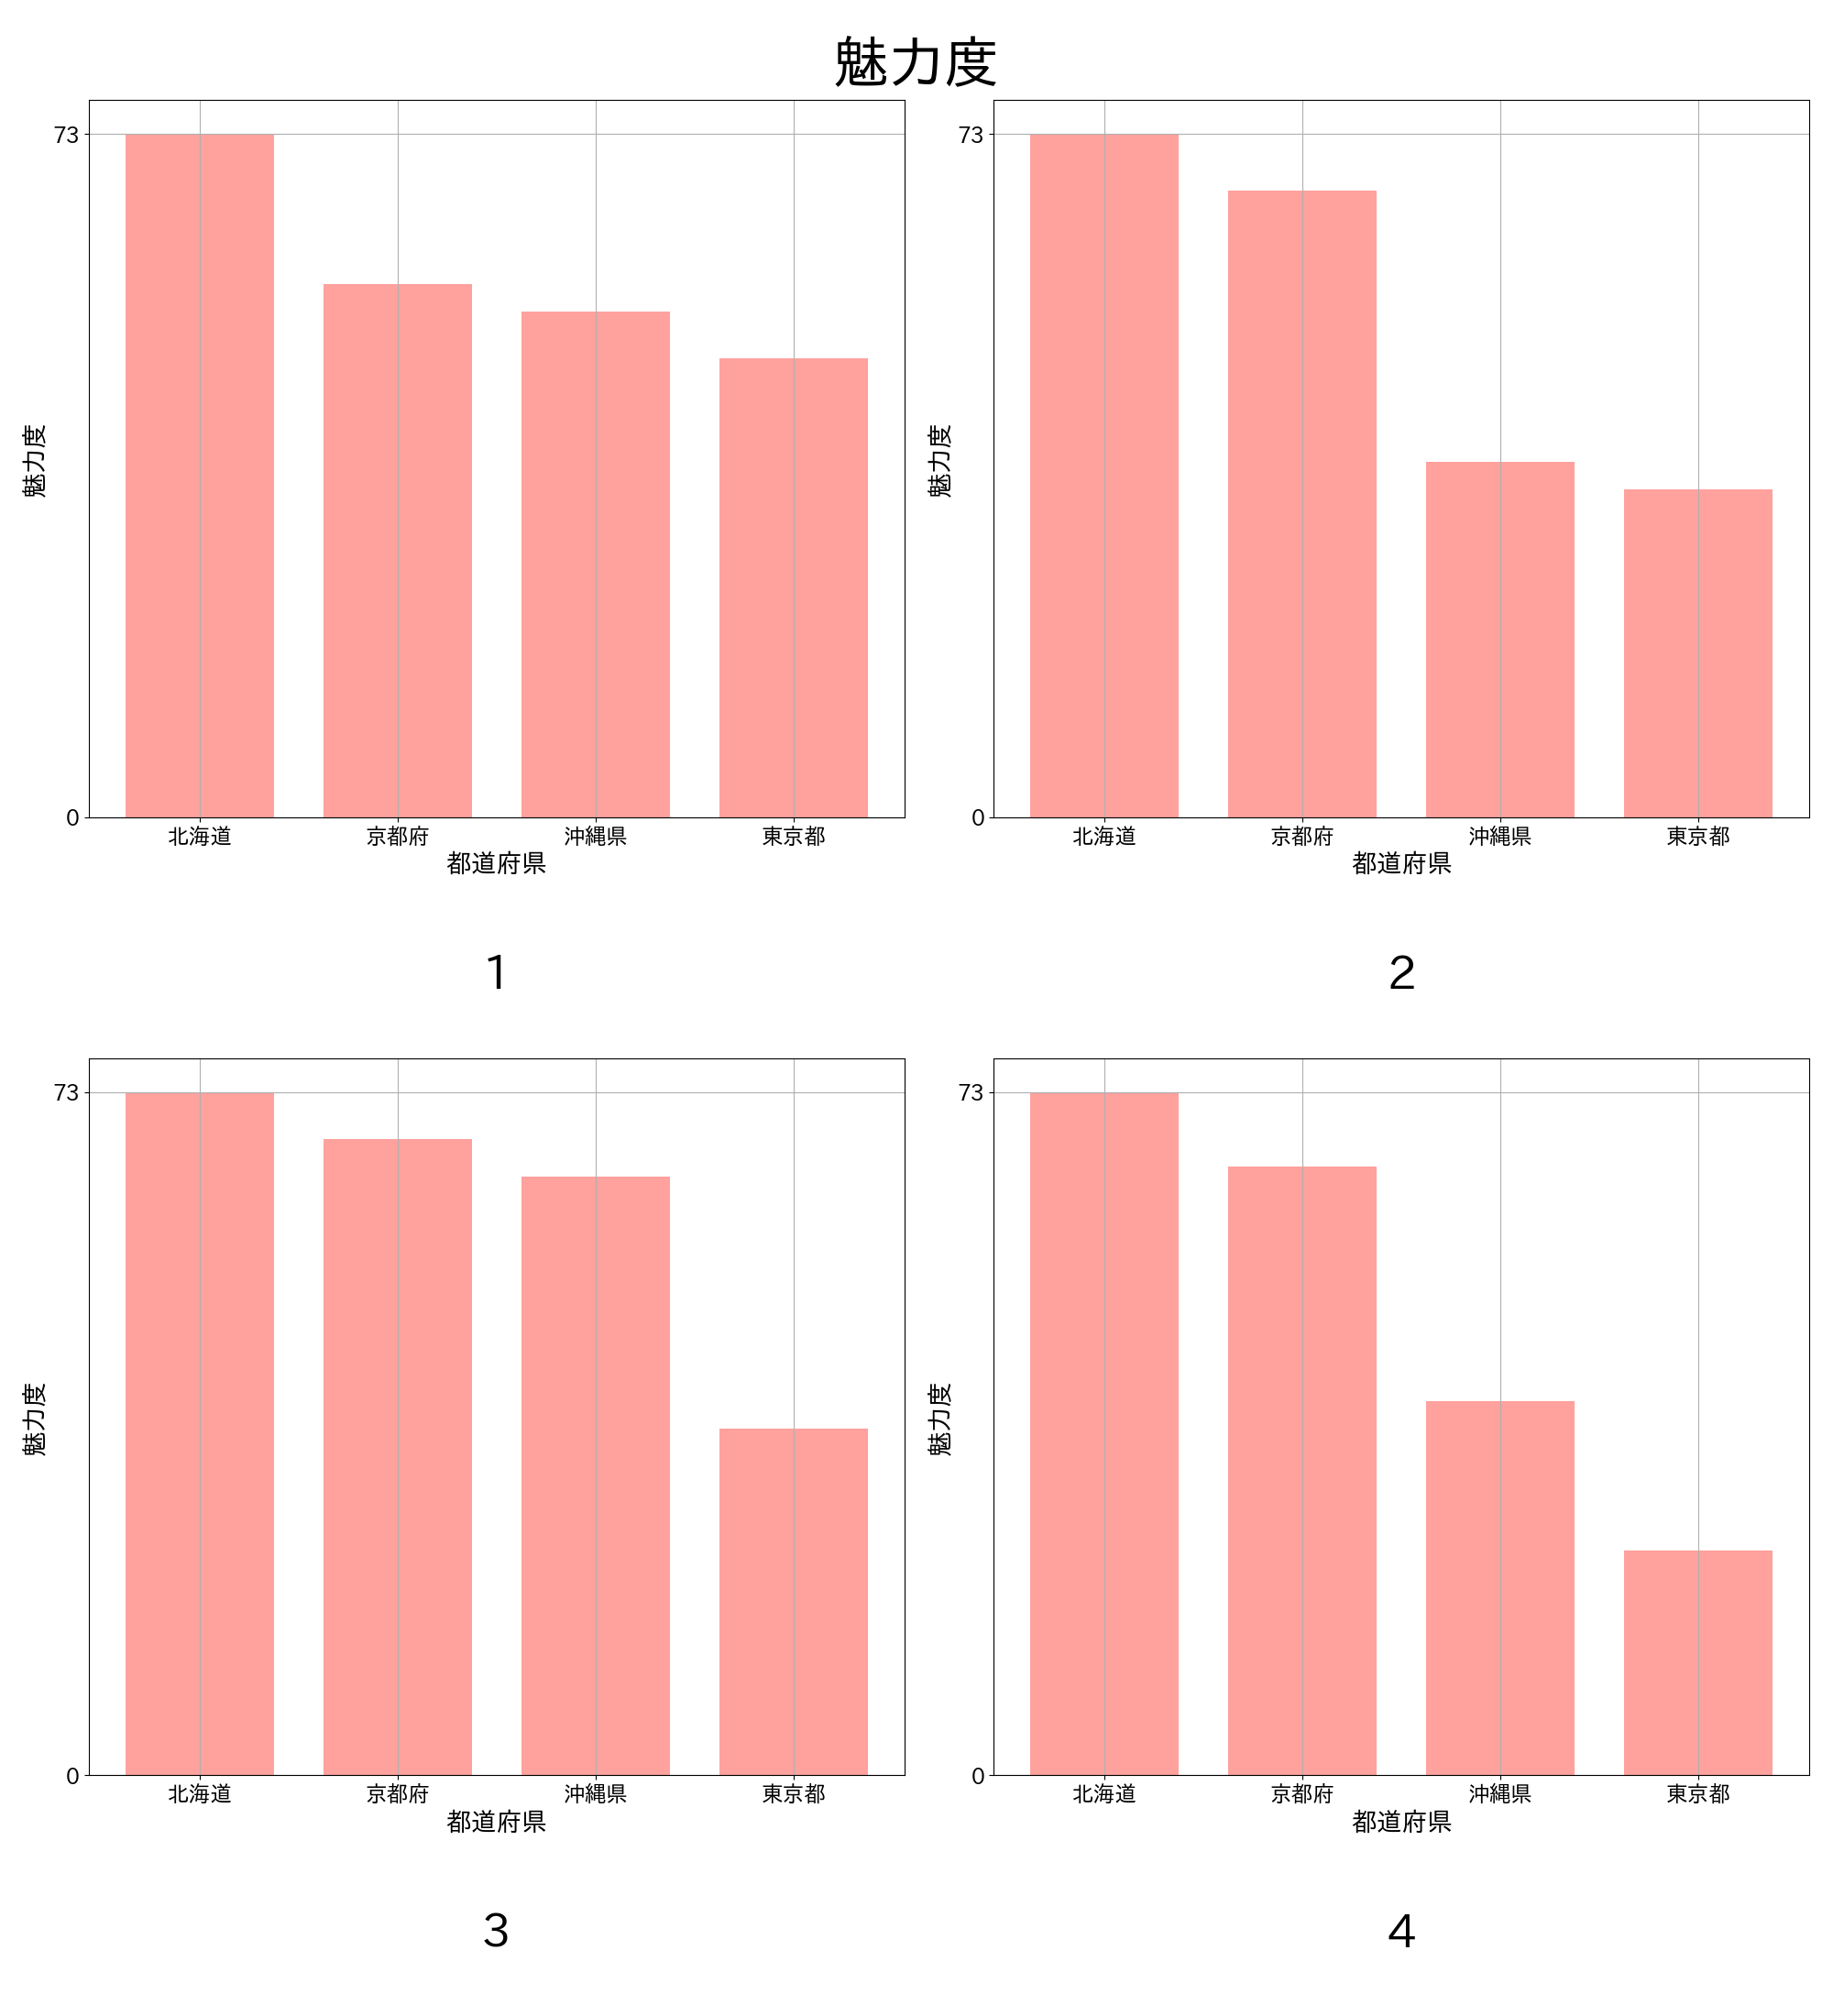 魅力度
73
0
魅力度
北海道 京都府 沖縄県 東京都
都道府県
1
73
0
魅力度
北海道 京都府 沖縄県 東京都
都道府県
2
73
0
魅力度
北海道 京都府 沖縄県 東京都
都道府県
3
73
0
魅力度
北海道 京都府 沖縄県 東京都
都道府県
4